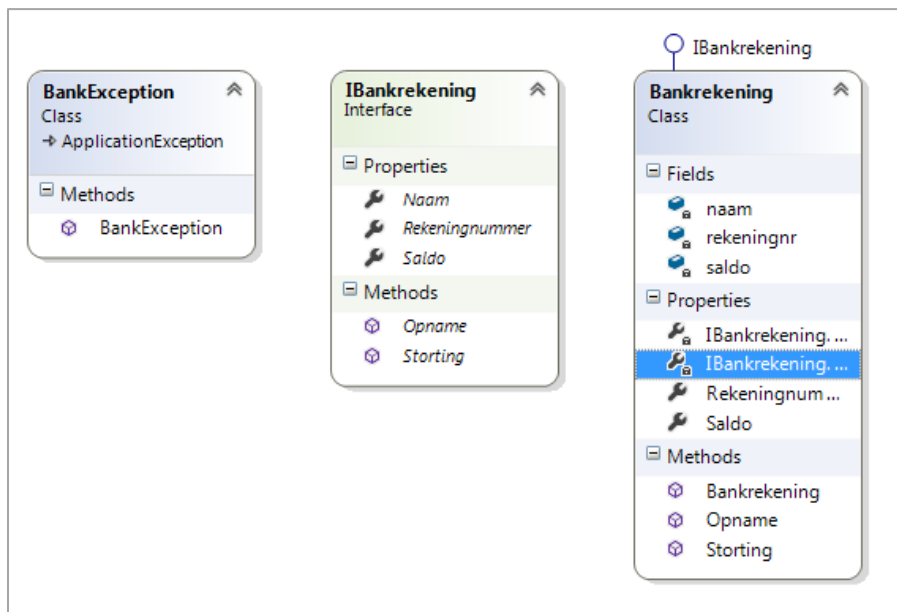 BankException
Class
ApplicationException
Methods
BankException
IBankrekening
Interface
Properties
Naam
Rekeningnummer
Saldo
Methods
Opname
Storting
IBankrekening
Bankrekening
Class
Fields
naam
rekeningnr
saldo
Properties
IBankrekening. ...
IBankrekening. ...
Rekeningnum ...
Saldo
Methods
Bankrekening
Opname
Storting